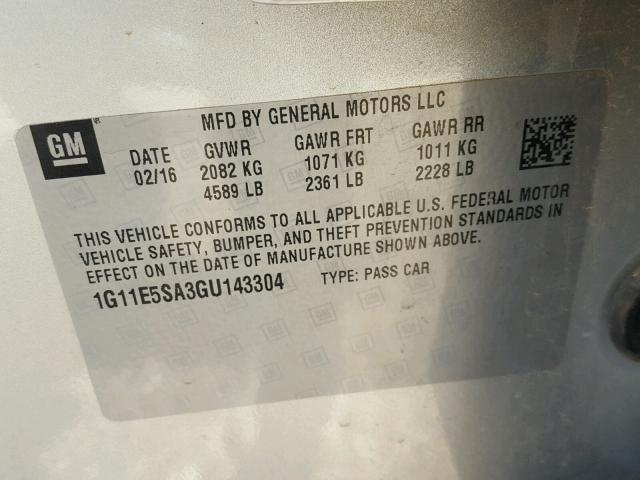 MFD BY GENERAL MOTORS LLC
GM
DATE GVWR GAWR FRT GAWR RR
02/16 2082 KG 1071 KG 1011 KG
4589 LB 2361 LB 2228 LB
THIS VEHICLE CONFORMS TO ALL APPLICABLE U.S. FEDERAL MOTOR
VEHICLE SAFETY, BUMPER, AND THEFT PREVENTION STANDARDS IN
EFFECT ON THE DATE OF MANUFACTURE SHOWN ABOVE.
1G11E5SA3GU143304 TYPE: PASS CAR